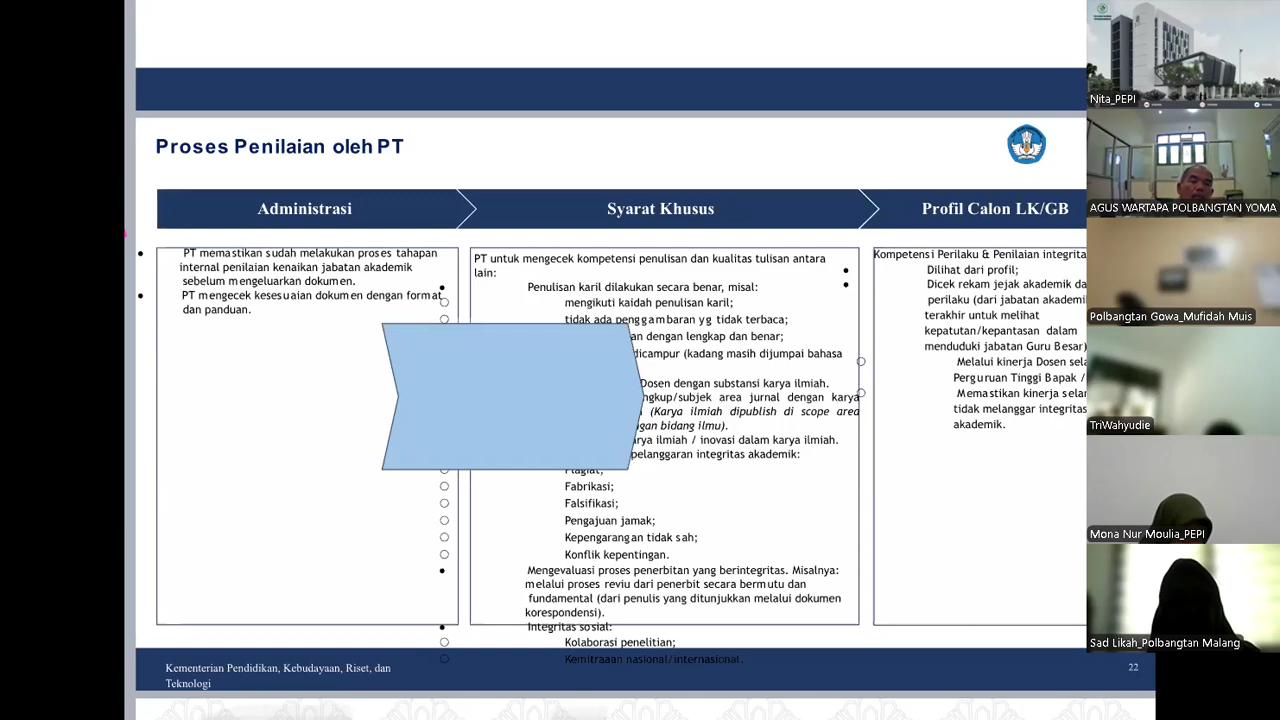 Proses Penilaian oleh PT
Administrasi
Syarat Khusus
Profil Calon LK/GB
PT memastikan sudah melakukan proses tahapan
internal penilaian kenaikan jabatan akademik
sebelum mengeluarkan dokumen.
PT mengecek kesesuaian dokumen dengan format
dan panduan.
PT untuk mengecek kompetensi penulisan dan kualitas tulisan antara
lain:
Penulisan karil dilakukan secara benar, misal:
mengikuti kaidah penulisan karil;
tidak ada penggambaran yg tidak terbaca;
dengan lengkap dan benar;
dicampur (kadang masih dijumpai bahasa
Dosen dengan substansi karya ilmiah.
subjek area jurnal dengan karya
(Karya ilmiah dipublish di scope area
bidang ilmu).
karya ilmiah / inovasi dalam karya ilmiah.
pelanggaran integritas akademik:
Plagiat;
Fabrikasi;
Falsifikasi;
Pengajuan jamak;
Kepengarangan tidak sah;
Konflik kepentingan.
Mengevaluasi proses penerbitan yang berintegritas. Misalnya:
melalui proses reviu dari penerbit secara bermutu dan
fundamental (dari penulis yang ditunjukkan melalui dokumen
korespondensi).
Integritas sosial:
Kolaborasi penelitian;
Kemitraaan nasional/internasional.
Kompetensi Perilaku & Penilaian integrita
Dilihat dari profil;
Dicek rekam jejak akademik da
perilaku (dari jabatan akademi
terakhir untuk melihat
kepatutan/kepantasan dalam
menduduki jabatan Guru Besar)
Melalui kinerja Dosen sela
Perguruan Tinggi Bapak /
Memastikan kinerja selar
tidak melanggar integritas
akademik.
Kementerian Pendidikan, Kebudayaan, Riset, dan
Teknologi
22
Nita_PEPI
AGUS WARTAPA POLBANGTAN YOMA
Polbangtan Gowa_Mufidah Muis
TriWahyudie
Mona Nur Moulia_PEPI
Sad Likah_Polbangtan Malang